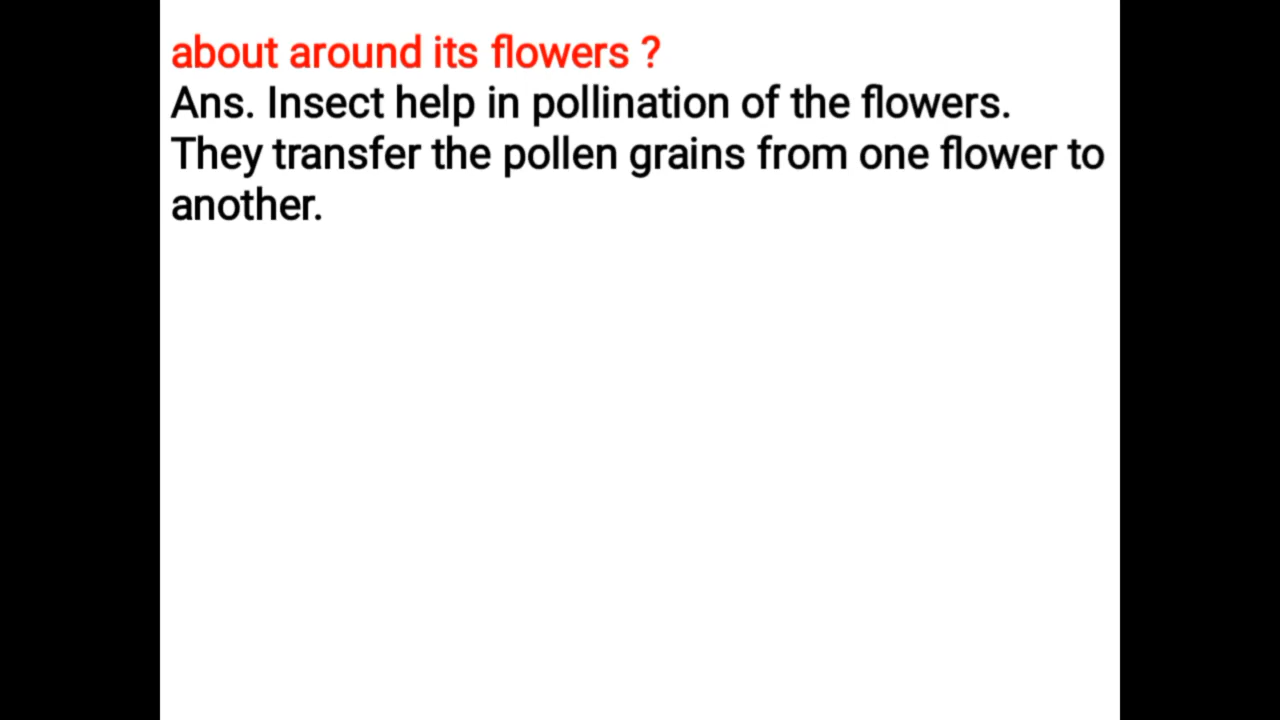 about around its flowers ?
Ans. Insect help in pollination of the flowers.
They transfer the pollen grains from one flower to
another.